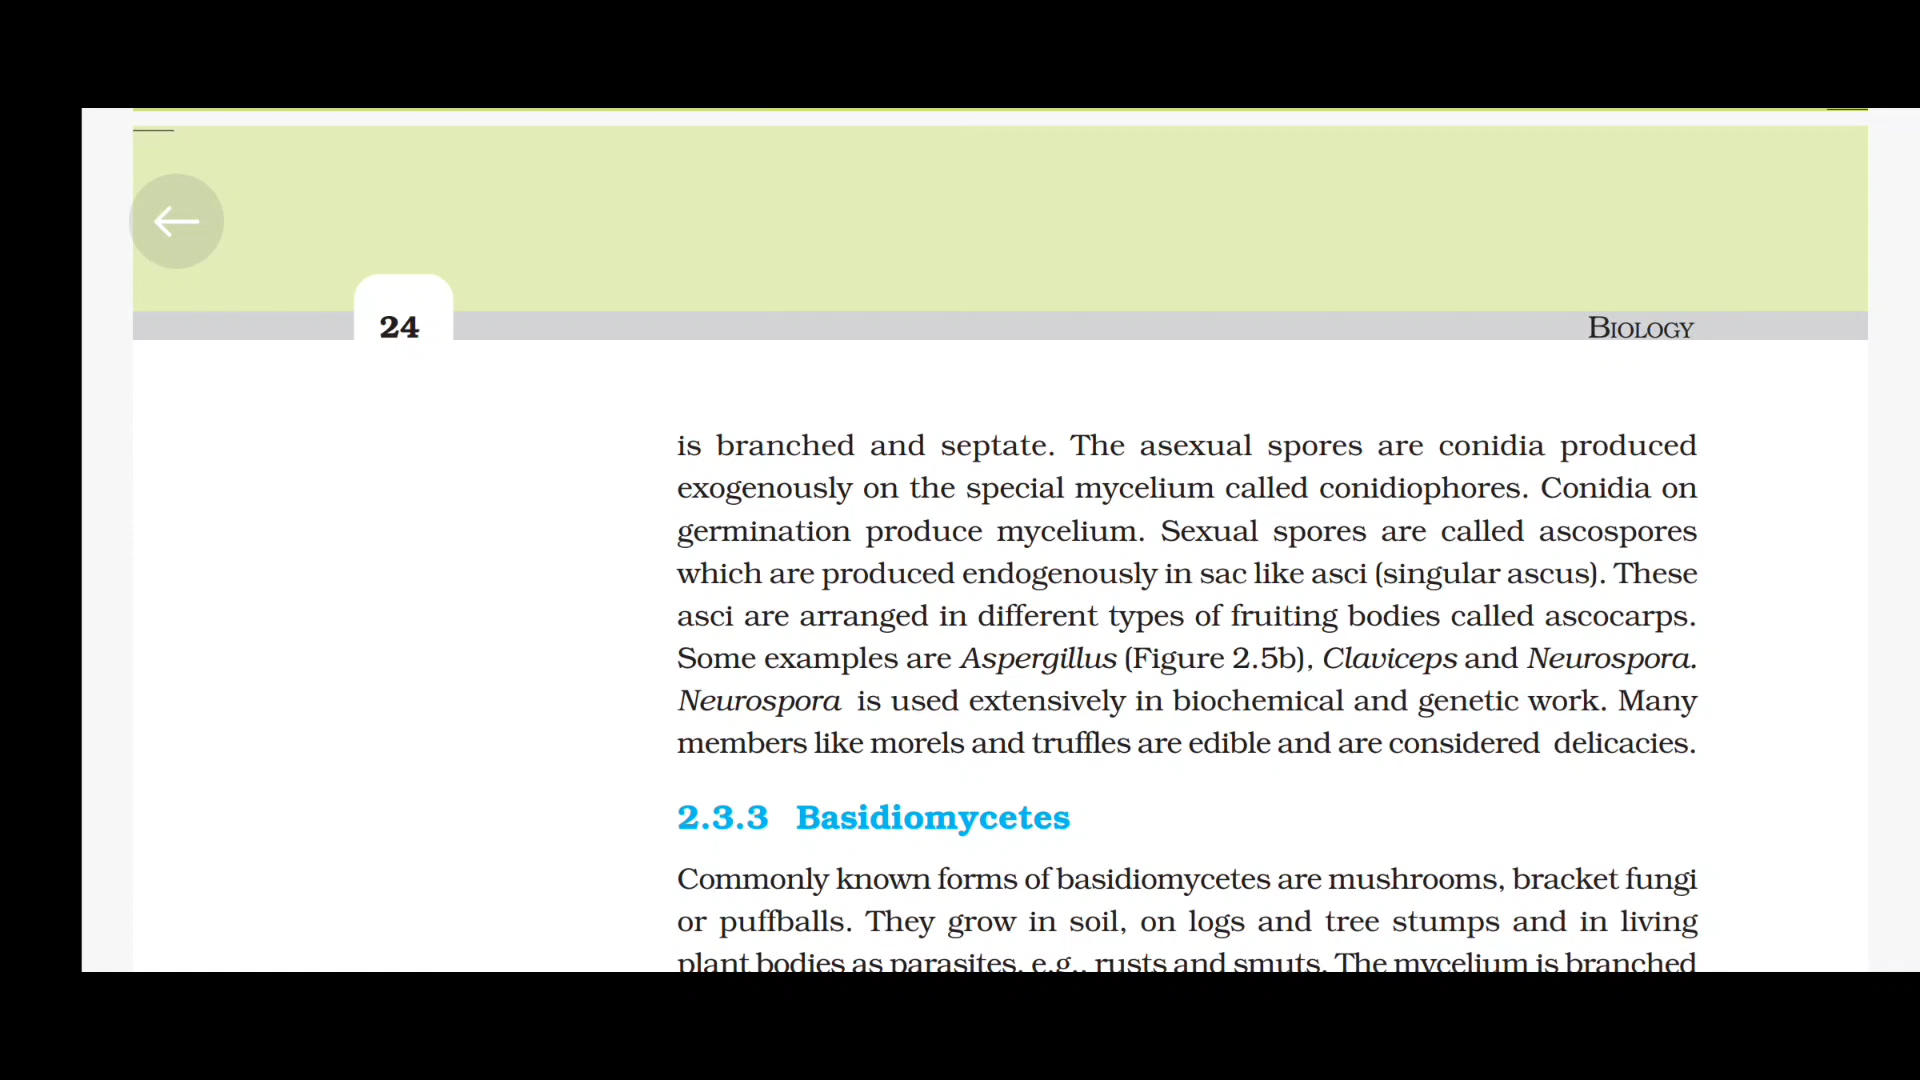 24
BIOLOGY
is branched and septate. The asexual spores are conidia produced
exogenously on the special mycelium called conidiophores. Conidia on
germination produce mycelium. Sexual spores are called ascospores
which are produced endogenously in sac like asci (singular ascus). These
asci are arranged in different types of fruiting bodies called ascocarps.
Some examples are Aspergillus (Figure 2.5b), Claviceps and Neurospora.
Neurospora is used extensively in biochemical and genetic work. Many
members like morels and truffles are edible and are considered delicacies.
2.3.3 Basidiomycetes
Commonly known forms of basidiomycetes are mushrooms, bracket fungi
or puffballs. They grow in soil, on logs and tree stumps and in living
plant bodies as parasites, e.g., rusts and smuts. The mycelium is branched